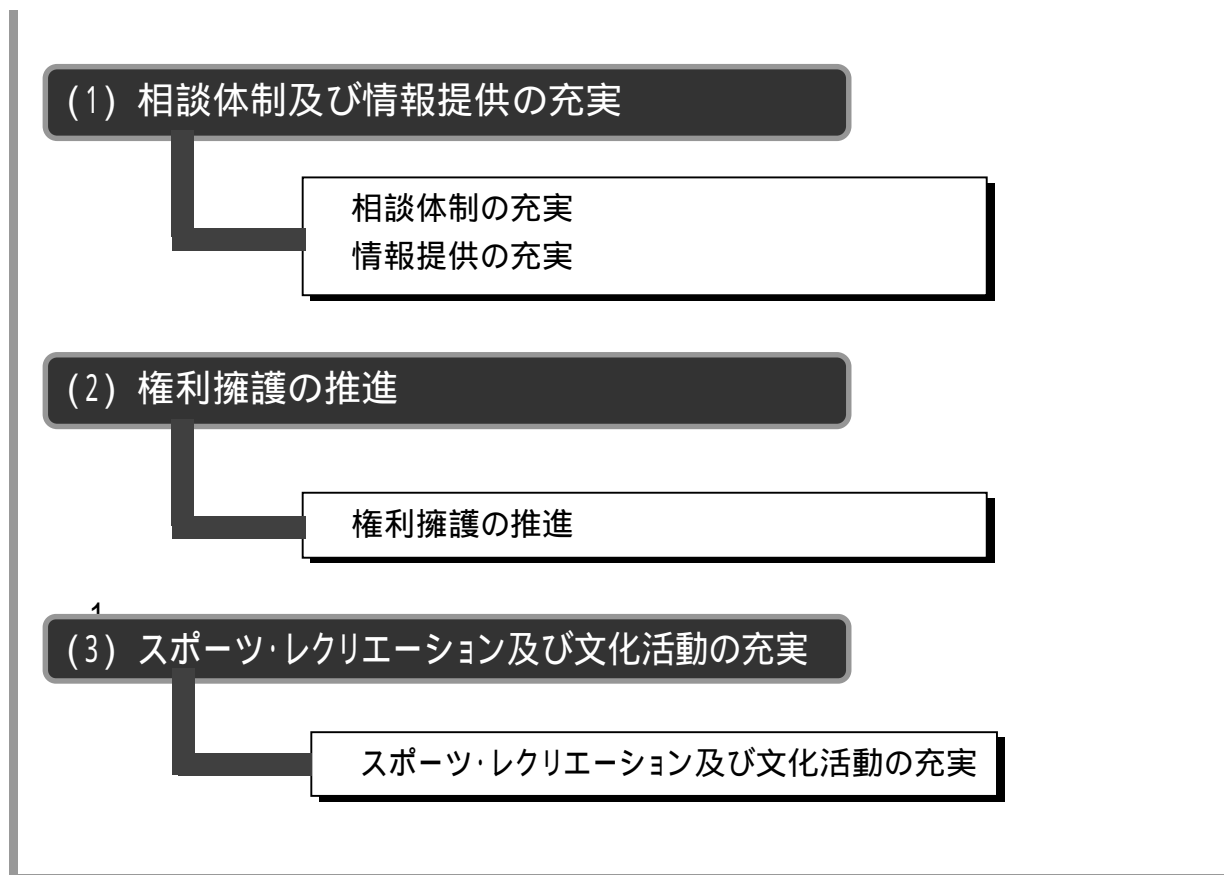 (1) 相談体制及び情報提供の充実
相談体制の充実
情報提供の充実
(2) 権利擁護の推進
権利擁護の推進
1
(3) スポーツ・レクリエーション及び文化活動の充実
スポーツ・レクリエーション及び文化活動の充実